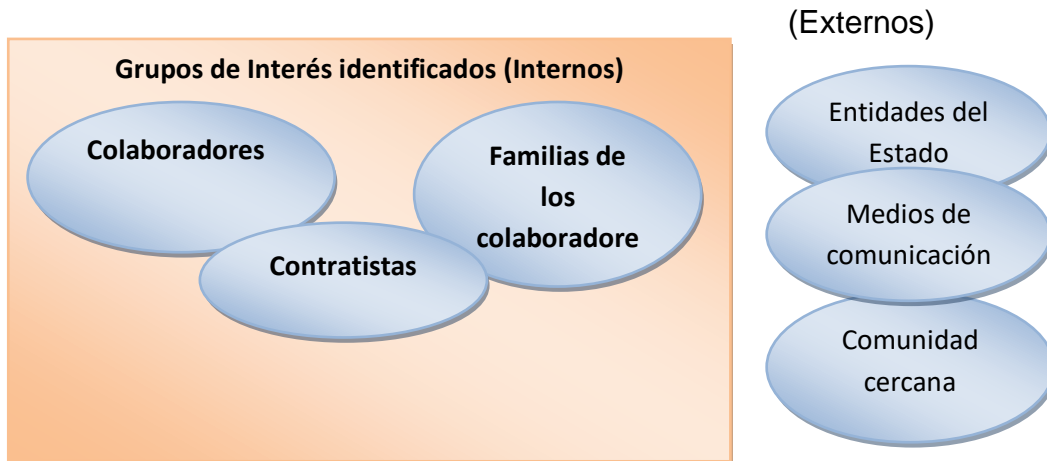 (Externos)
Grupos de Interés identificados (Internos)
Colaboradores
Familias de
los
colaboradore
Contratistas
Entidades del
Estado
Medios de
comunicación
Comunidad
cercana